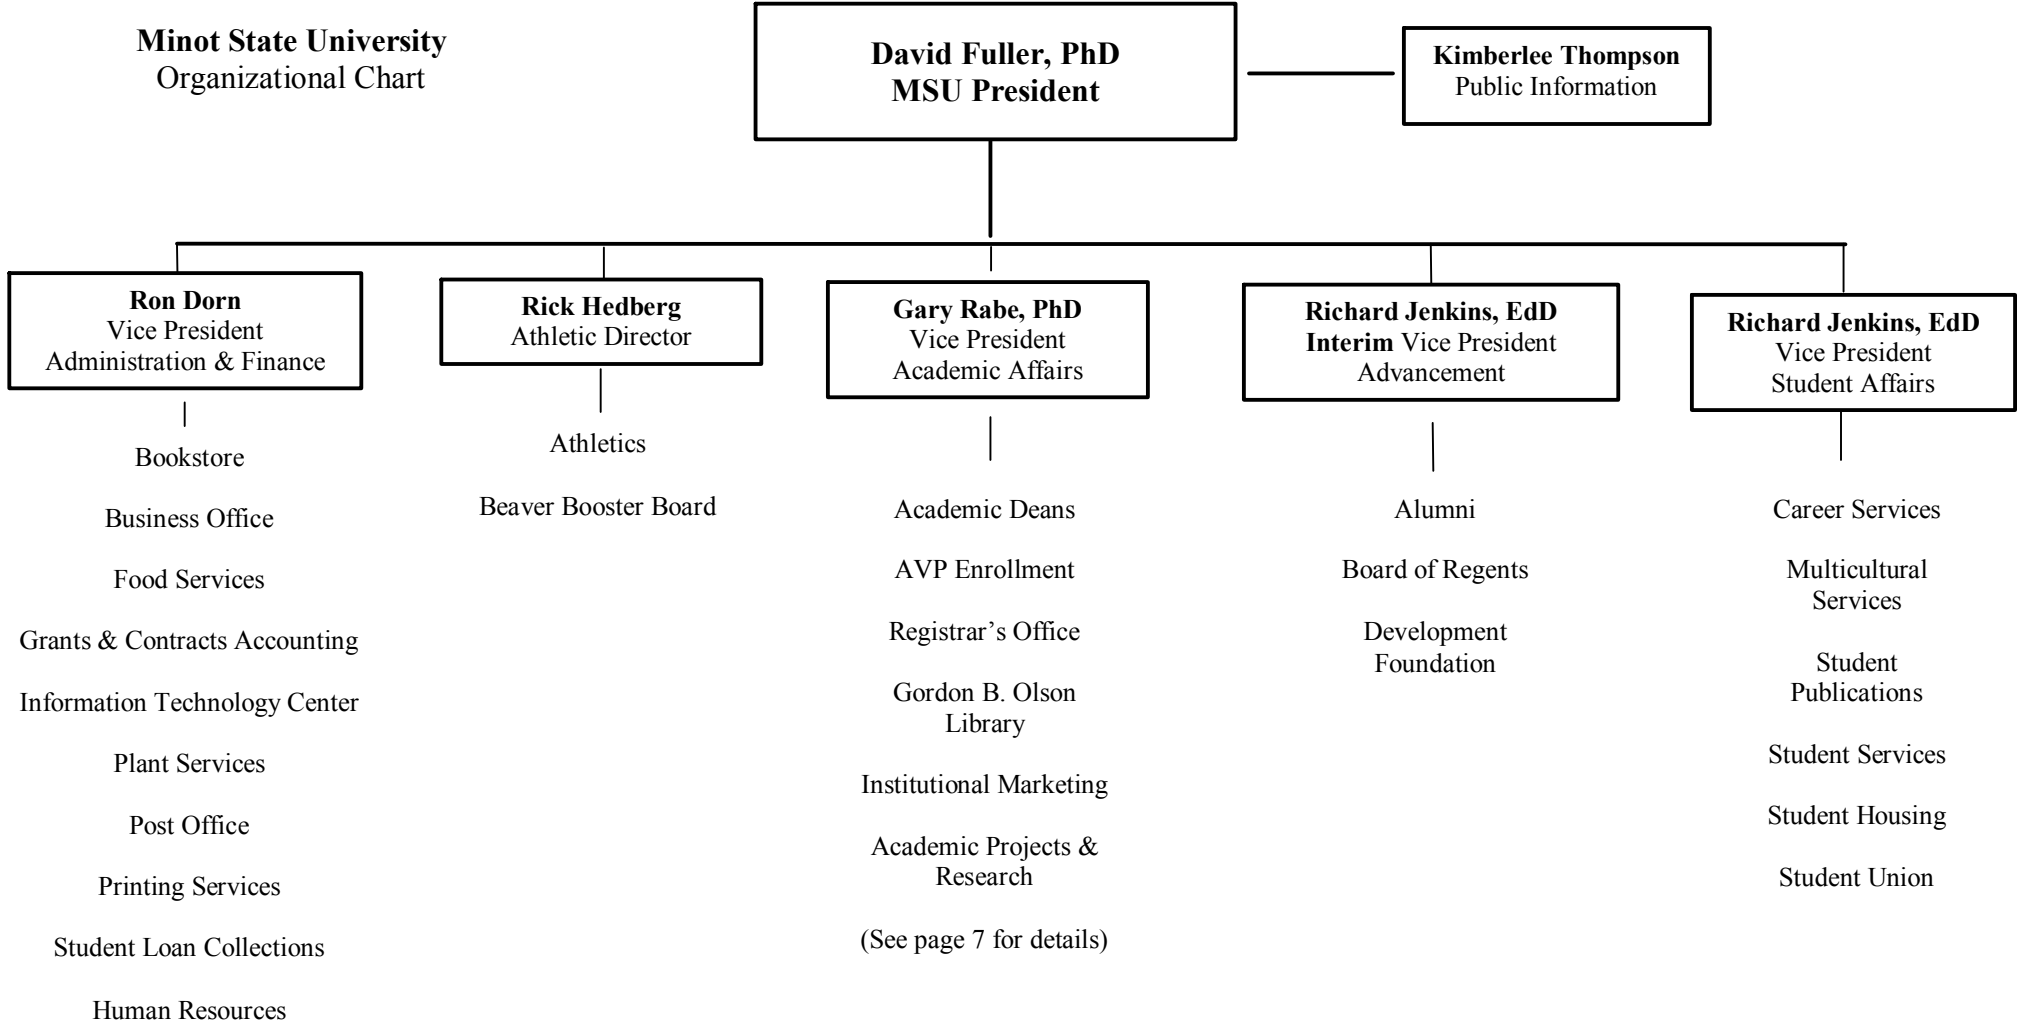 Minot State University
Organizational Chart
David Fuller, PhD
MSU President
Kimberlee Thompson
Public Information
Ron Dorn
Vice President
Administration & Finance
Bookstore
Business Office
Food Services
Grants & Contracts Accounting
Information Technology Center
Plant Services
Post Office
Printing Services
Student Loan Collections
Human Resources
Rick Hedberg
Athletic Director
Athletics
Beaver Booster Board
Gary Rabe, PhD
Vice President
Academic Affairs
Academic Deans
AVP Enrollment
Registrar’s Office
Gordon B. Olson
Library
Institutional Marketing
Academic Projects &
Research
(See page 7 for details)
Richard Jenkins, EdD
Interim Vice President
Advancement
Alumni
Board of Regents
Development
Foundation
Richard Jenkins, EdD
Vice President
Student Affairs
Career Services
Multicultural
Services
Student
Publications
Student Services
Student Housing
Student Union